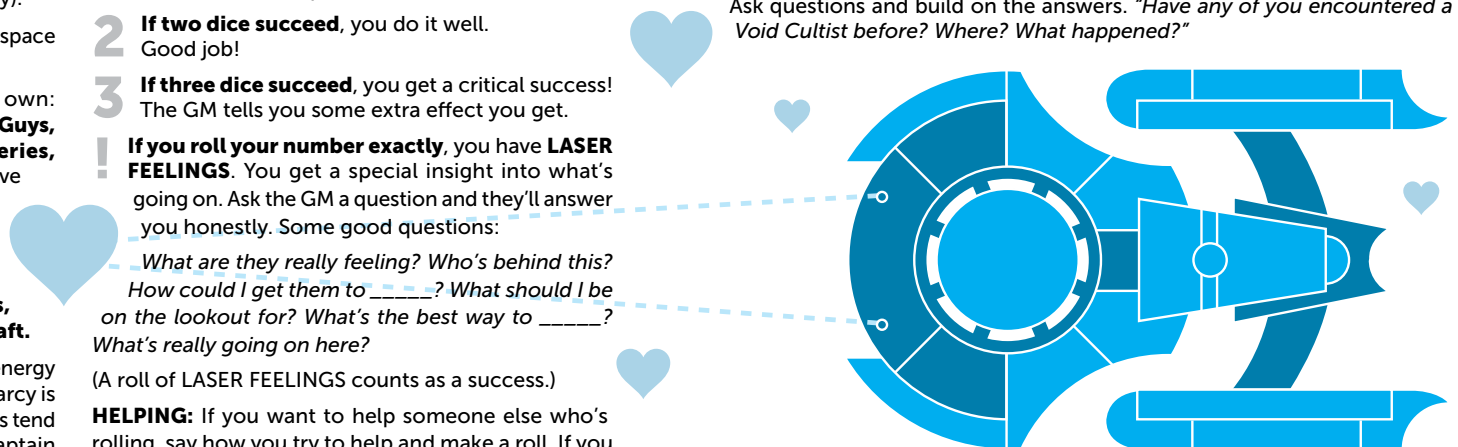 y).
space
own:
Guys,
eries,
ve
s,
aft.
energy
arcy is
s tend
aptain
2 If two dice succeed, you do it well.
Good job!
3 If three dice succeed, you get a critical success!
The GM tells you some extra effect you get.
! If you roll your number exactly, you have LASER
FEELINGS. You get a special insight into what's
going on. Ask the GM a question and they'll answer
you honestly. Some good questions:
What are they really feeling? Who's behind this?
How could I get them to _____? What should I be
on the lookout for? What's the best way to _____?
What's really going on here?
(A roll of LASER FEELINGS counts as a success.)
HELPING: If you want to help someone else who's
rolling, say how you try to help and make a roll. If you
Ask questions and build on the answers. "Have any of you encountered a
Void Cultist before? Where? What happened?"